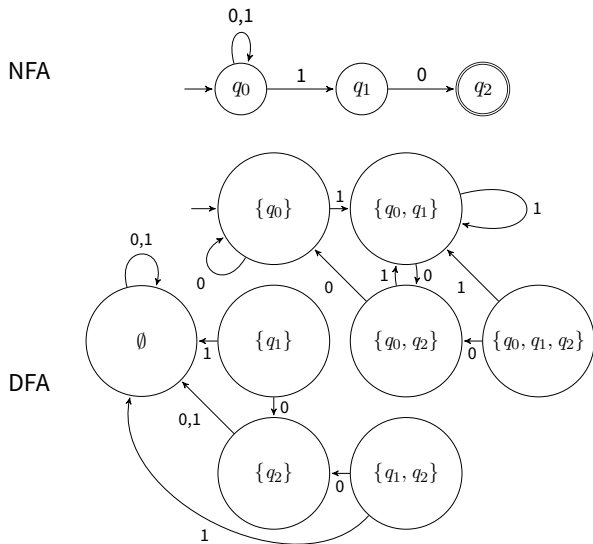 0,1
NFA
q0 1 q1 0 q2
{q0} 1 {q0, q1} 1
0,1
0
0 1 0 1
∅ 1 {q1} {q0, q2} 0 {q0, q1, q2}
DFA
0,1 0
{q2} 0 {q1, q2}
1